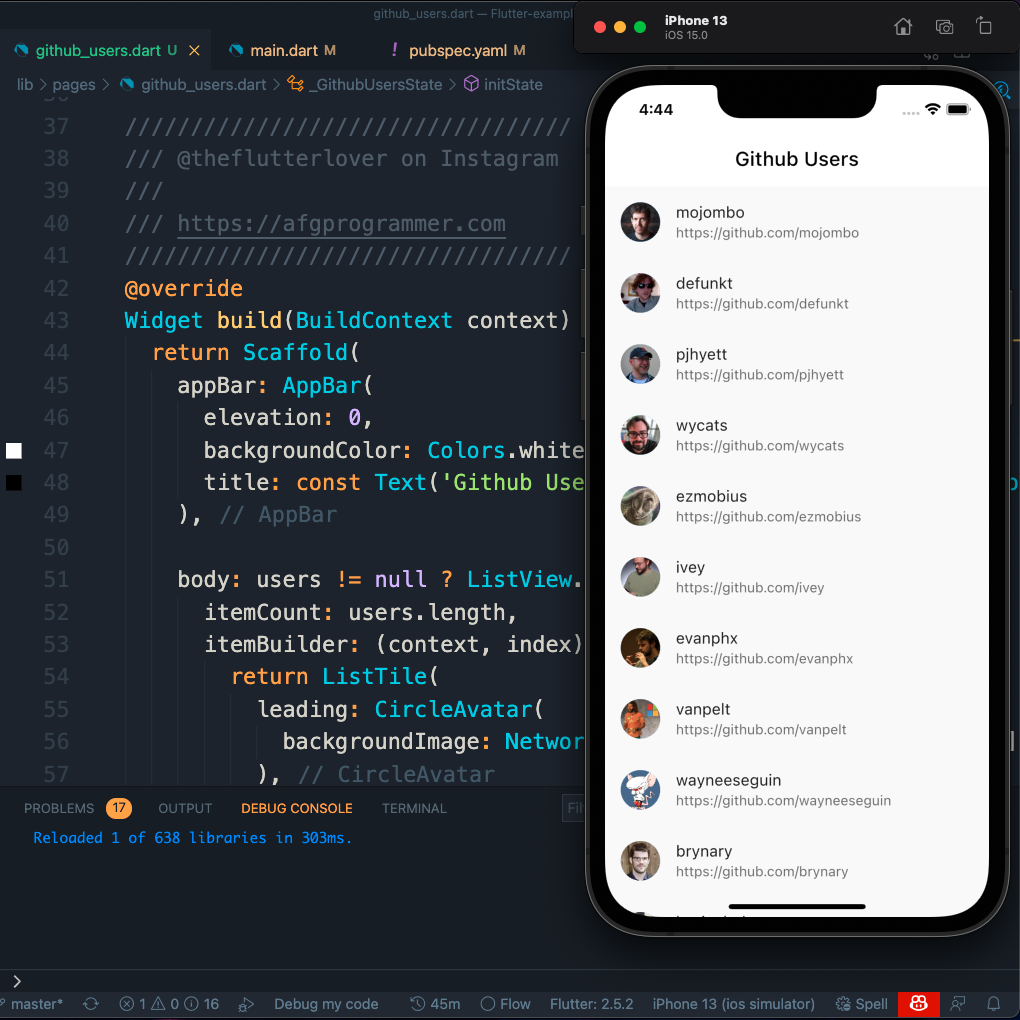 github_users.dart — Flutter-exampl
github_users.dart U
main.dart M
! pubspec.yaml M
lib > pages > github_users.dart > _GithubUsersState > initState
37 //////////////////////////////////
38 /// @theflutterlover on Instagram
39 ///
40 /// https://afgprogrammer.com
41 //////////////////////////////////
42 @override
43 Widget build(BuildContext context)
44 return Scaffold(
45 appBar: AppBar(
46 elevation: 0,
47 backgroundColor: Colors.white
48 title: const Text('Github Use
49 ), // AppBar
50
51 body: users != null ? ListView.
52 itemCount: users.length,
53 itemBuilder: (context, index)
54 return ListTile(
55 leading: CircleAvatar(
56 backgroundImage: Networ
57 ), // CircleAvatar
PROBLEMS 17 OUTPUT DEBUG CONSOLE TERMINAL
Reloaded 1 of 638 libraries in 303ms.
>
master* 1 0 16 Debug my code 45m Flow Flutter: 2.5.2 iPhone 13 (ios simulator) Spell
iPhone 13
iOS 15.0
4:44
Github Users
mojombo
https://github.com/mojombo
defunkt
https://github.com/defunkt
pjhyett
https://github.com/pjhyett
wycats
https://github.com/wycats
ezmobius
https://github.com/ezmobius
ivey
https://github.com/ivey
evanphx
https://github.com/evanphx
vanpelt
https://github.com/vanpelt
wayneeseguin
https://github.com/wayneeseguin
brynary
https://github.com/brynary